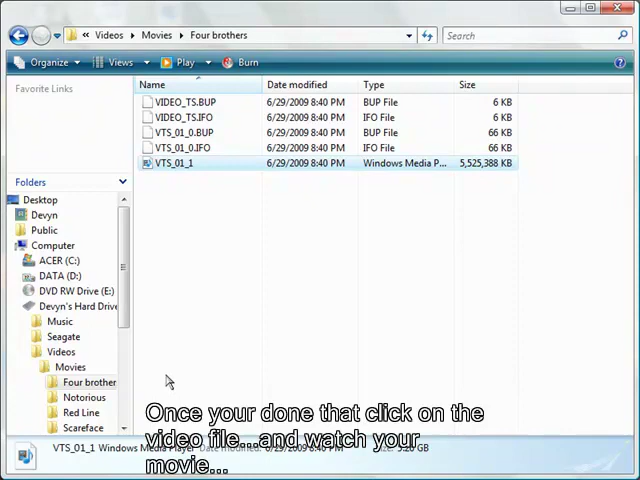 « Videos › Movies › Four brothers
Search
Organize Views Play Burn
Favorite Links
Name Date modified Type Size
VIDEO_TS.BUP 6/29/2009 8:40 PM BUP File 6 KB
VIDEO_TS.IFO 6/29/2009 8:40 PM IFO File 6 KB
VTS_01_0.BUP 6/29/2009 8:40 PM BUP File 66 KB
VTS_01_0.IFO 6/29/2009 8:40 PM IFO File 66 KB
VTS_01_1 6/29/2009 8:40 PM Windows Media P... 5,525,388 KB
Folders
Desktop
Devyn
Public
Computer
ACER (C:)
DATA (D:)
DVD RW Drive (E:)
Devyn's Hard Drive
Music
Seagate
Videos
Movies
Four brother
Notorious
Red Line
Scareface
Once your done that click on the
video file...and watch your
movie...
VTS_01_1 Windows Media Player 6/29/2009 8:40 PM